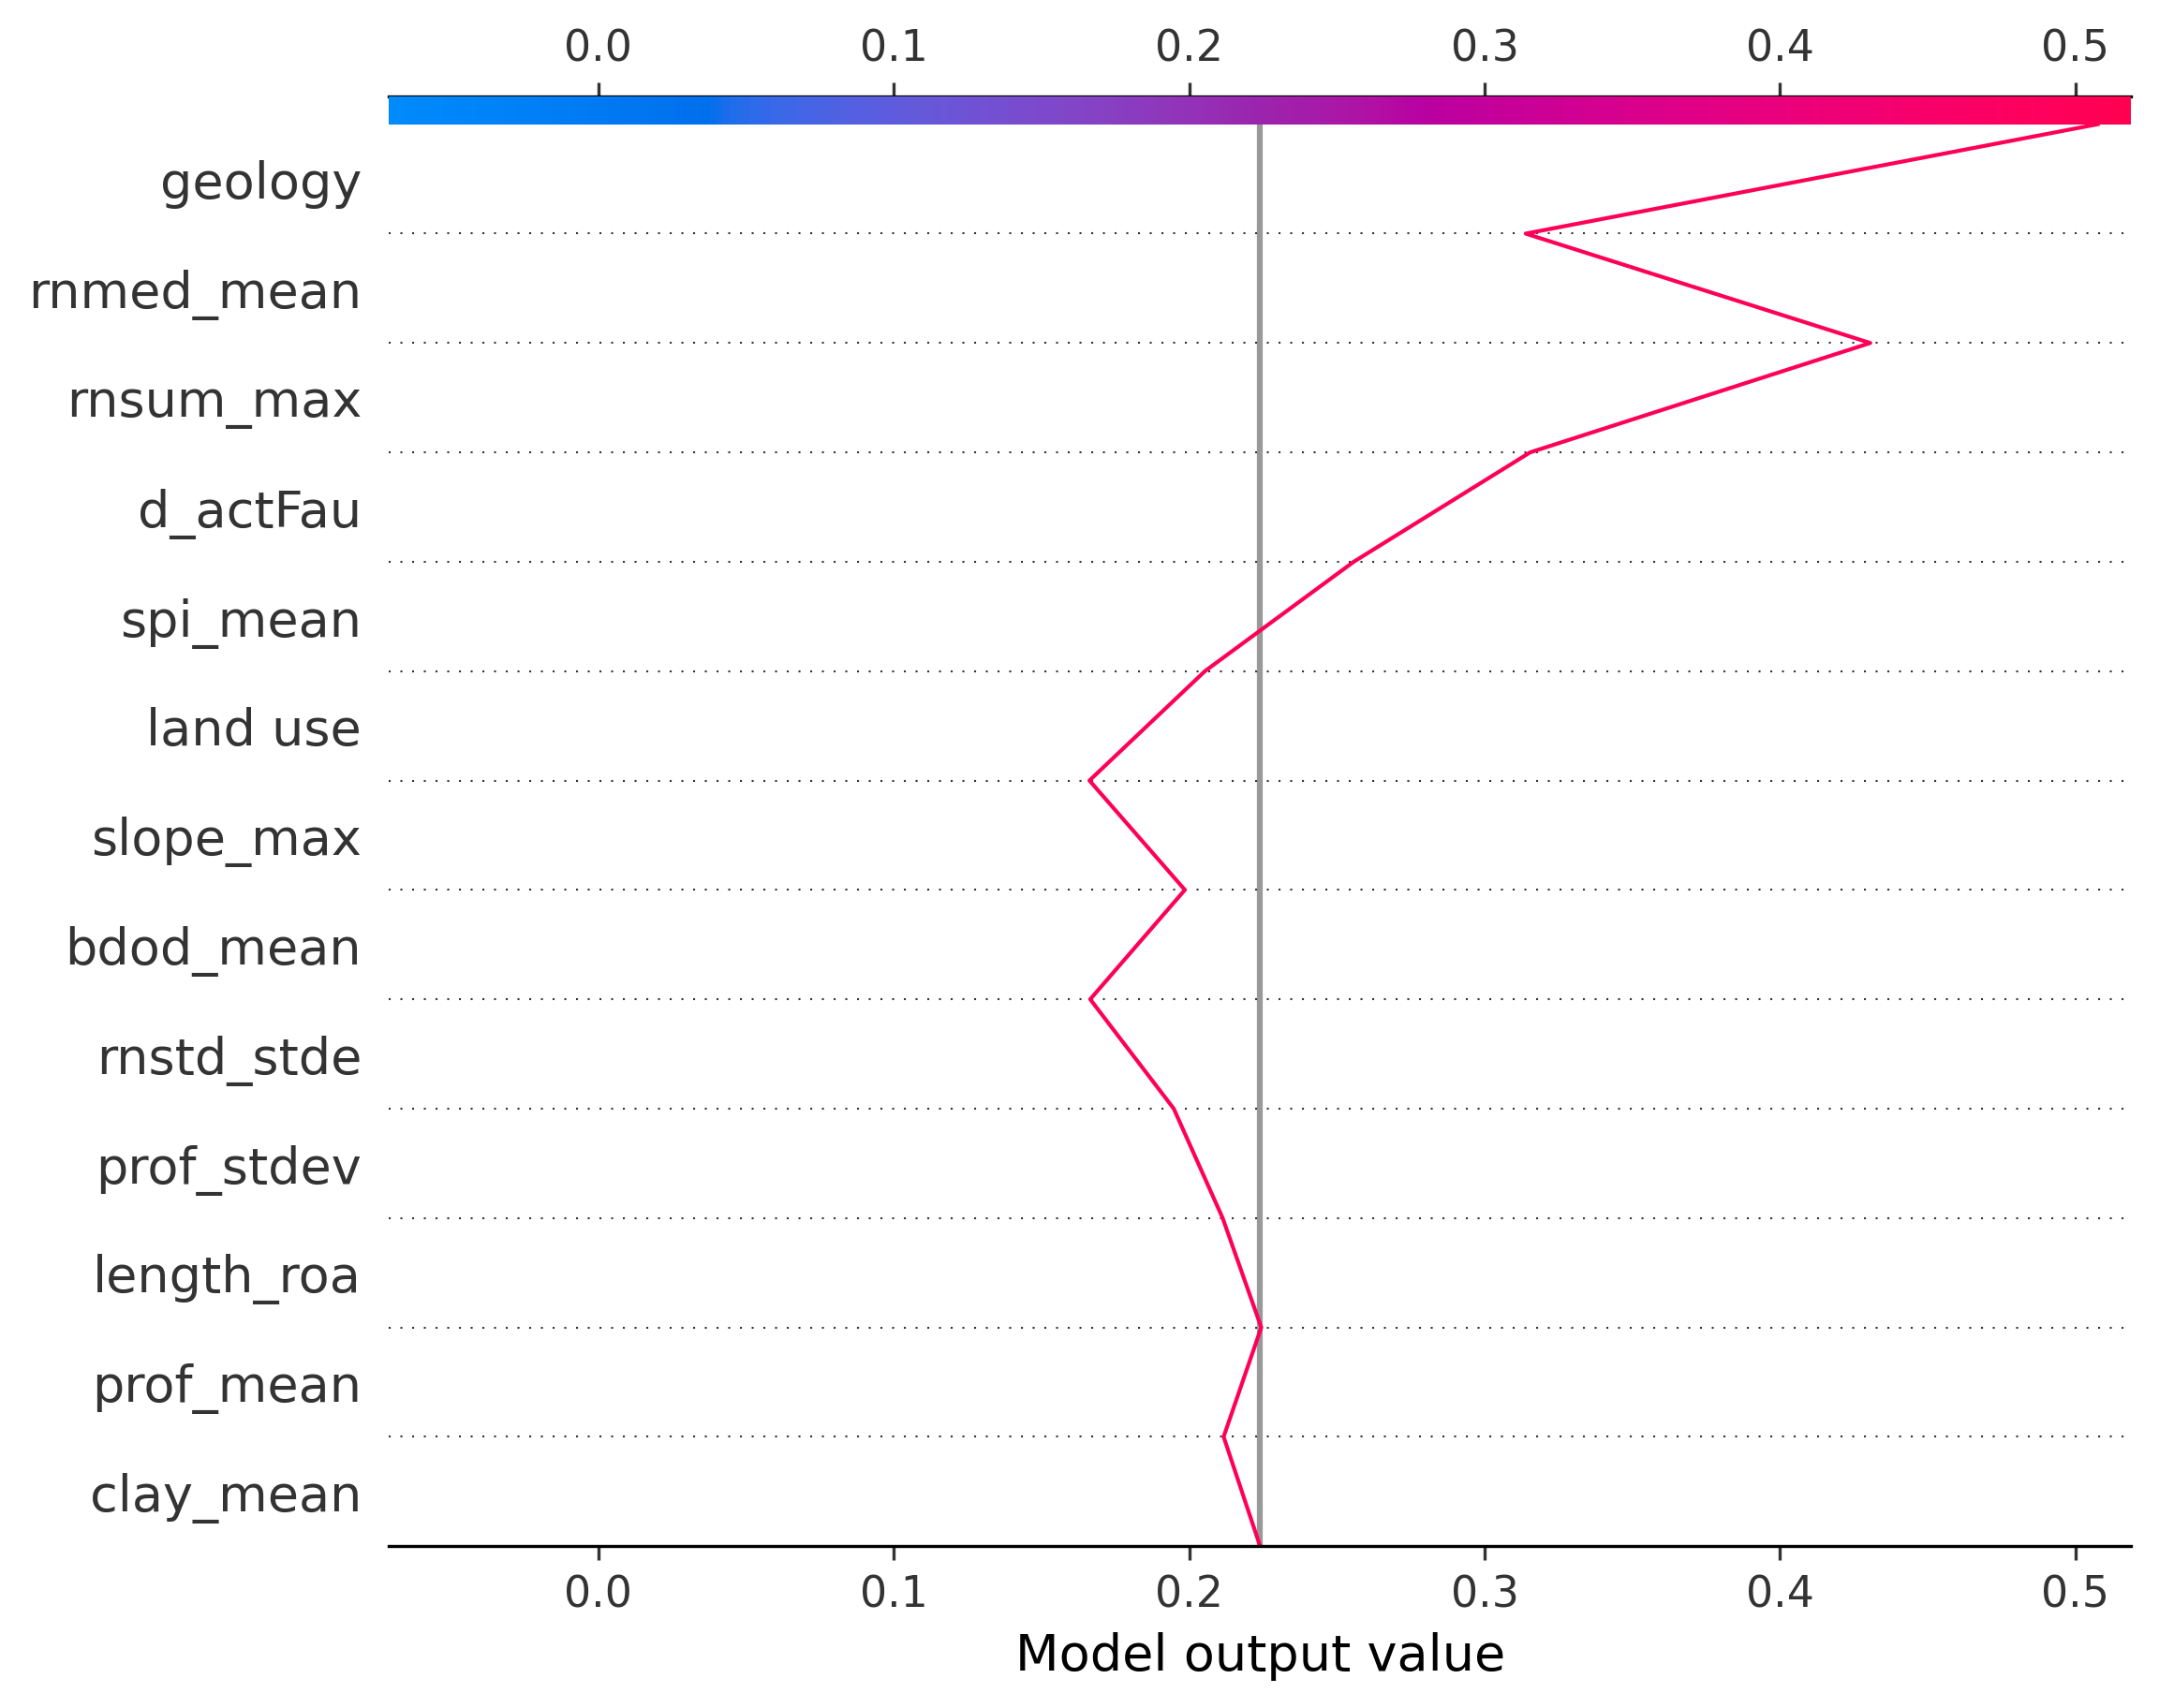 0.0 0.1 0.2 0.3 0.4 0.5
geology
rnmed_mean
rnsum_max
d_actFau
spi_mean
land use
slope_max
bdod_mean
rnstd_stde
prof_stdev
length_roa
prof_mean
clay_mean
0.0 0.1 0.2 0.3 0.4 0.5
Model output value